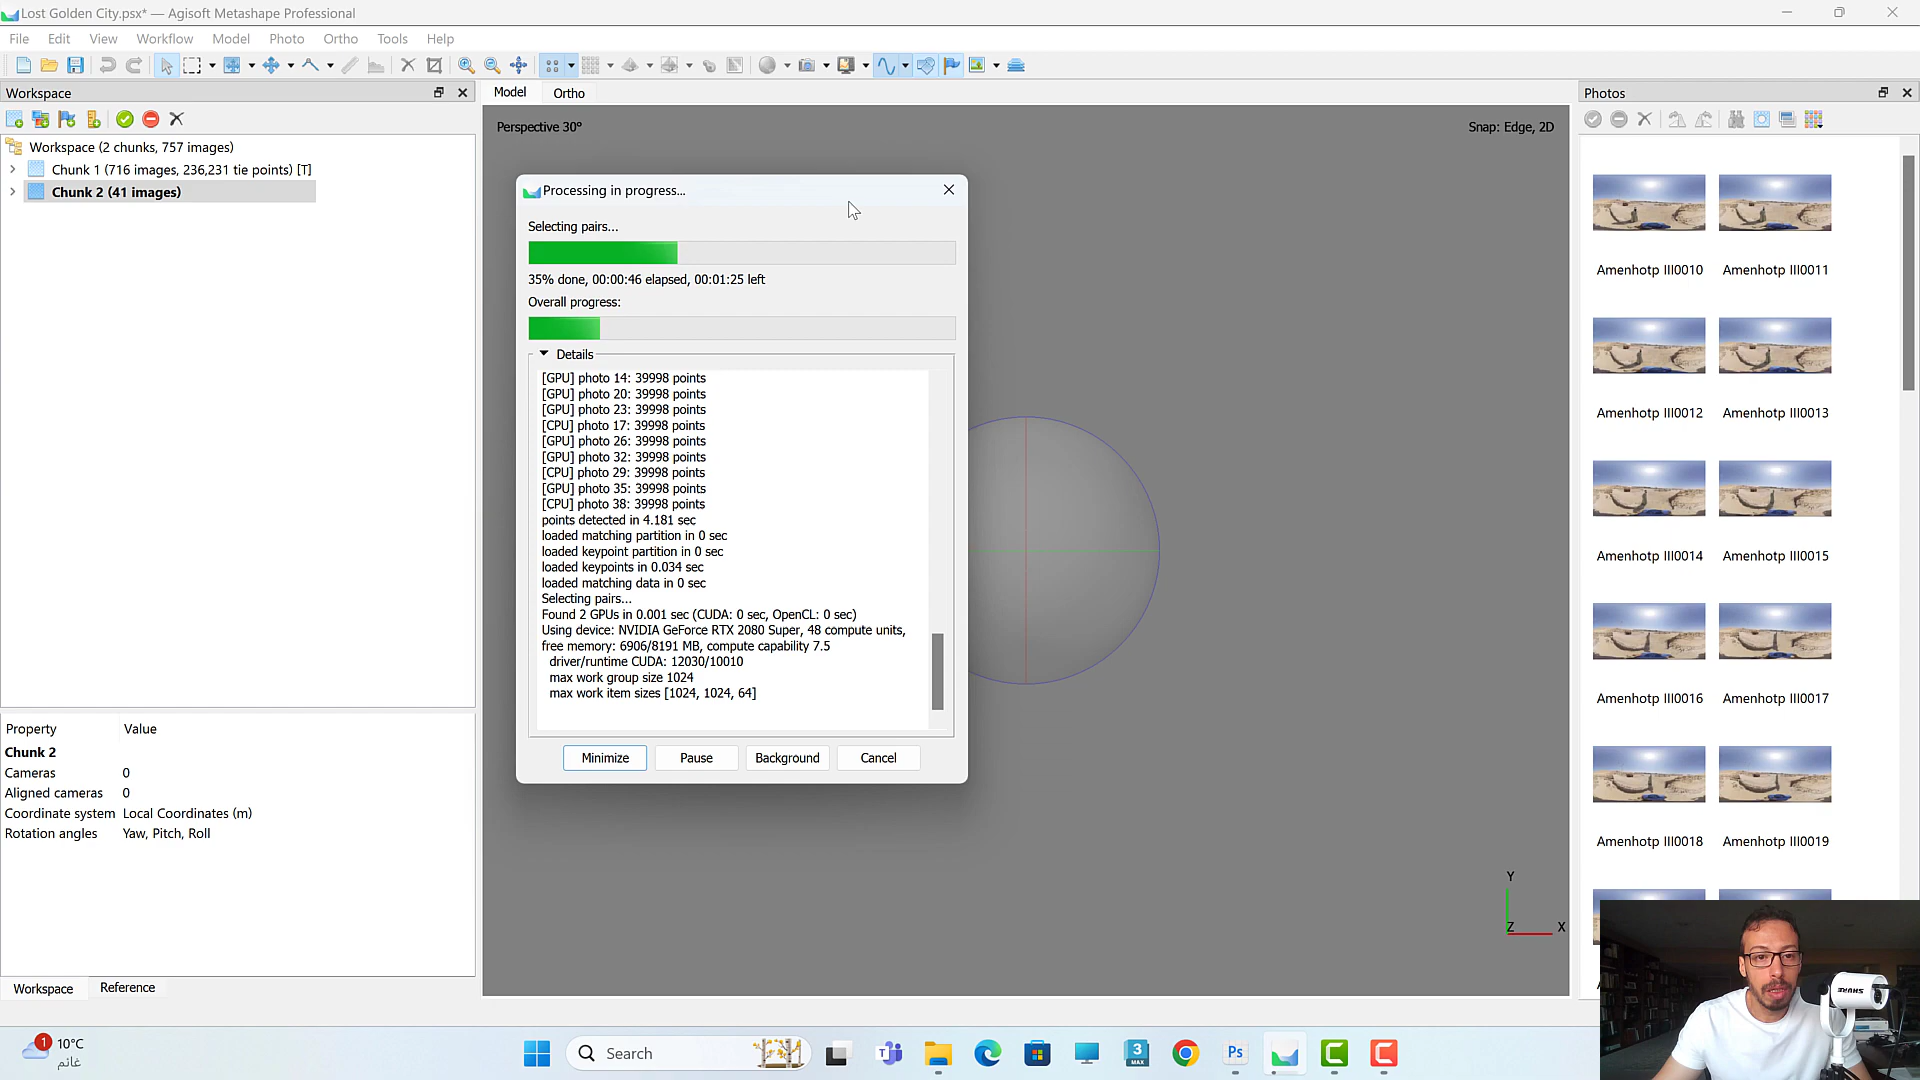 Lost Golden City.psx* — Agisoft Metashape Professional
File Edit View Workflow Model Photo Ortho Tools Help
Workspace
Workspace (2 chunks, 757 images)
Chunk 1 (716 images, 236,231 tie points) [T]
Chunk 2 (41 images)
Property Value
Chunk 2
Cameras 0
Aligned cameras 0
Coordinate system Local Coordinates (m)
Rotation angles Yaw, Pitch, Roll
Workspace Reference
Model Ortho
Perspective 30°
Snap: Edge, 2D
Processing in progress...
Selecting pairs...
35% done, 00:00:46 elapsed, 00:01:25 left
Overall progress:
Details
[GPU] photo 14: 39998 points
[GPU] photo 20: 39998 points
[GPU] photo 23: 39998 points
[CPU] photo 17: 39998 points
[GPU] photo 26: 39998 points
[GPU] photo 32: 39998 points
[CPU] photo 29: 39998 points
[GPU] photo 35: 39998 points
[CPU] photo 38: 39998 points
points detected in 4.181 sec
loaded matching partition in 0 sec
loaded keypoint partition in 0 sec
loaded keypoints in 0.034 sec
loaded matching data in 0 sec
Selecting pairs...
Found 2 GPUs in 0.001 sec (CUDA: 0 sec, OpenCL: 0 sec)
Using device: NVIDIA GeForce RTX 2080 Super, 48 compute units,
free memory: 6906/8191 MB, compute capability 7.5
driver/runtime CUDA: 12030/10010
max work group size 1024
max work item sizes [1024, 1024, 64]
Minimize Pause Background Cancel
Y
Z X
Photos
Amenhotp III0010 Amenhotp III0011
Amenhotp III0012 Amenhotp III0013
Amenhotp III0014 Amenhotp III0015
Amenhotp III0016 Amenhotp III0017
Amenhotp III0018 Amenhotp III0019
SHURE
1
10°C
غائم
Search
3
MAX
Ps